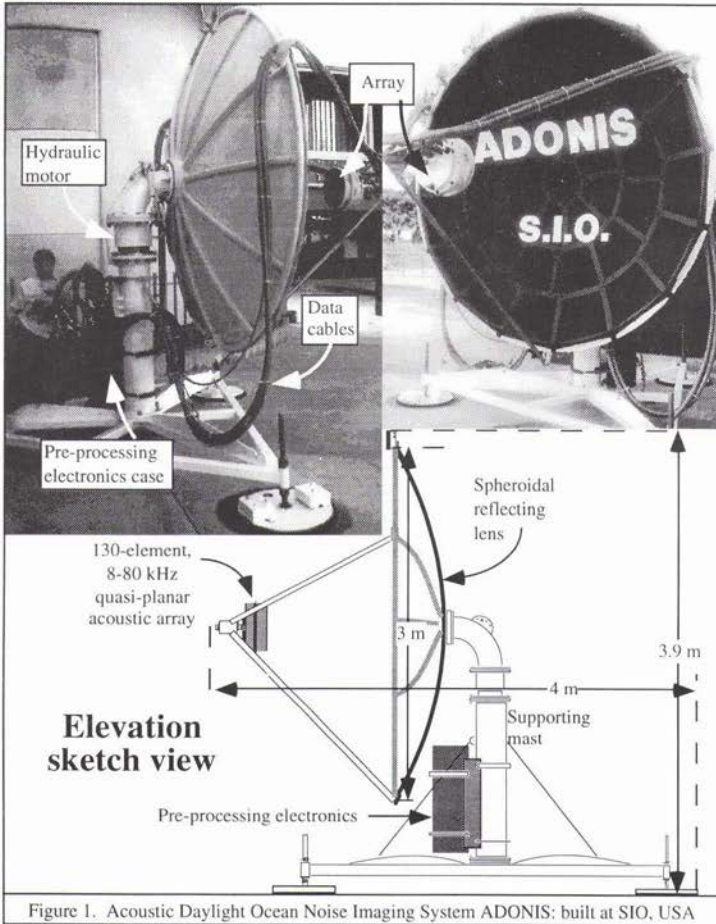 Array
Hydraulic
motor
ADONIS
S.I.O.
Data
cables
Pre-processing
electronics case
Spheroidal
reflecting
lens
130-element,
8-80 kHz
quasi-planar
acoustic array
3 m
3.9 m
4 m
Elevation
sketch view
Supporting
mast
Pre-processing electronics
Figure 1. Acoustic Daylight Ocean Noise Imaging System ADONIS: built at SIO, USA